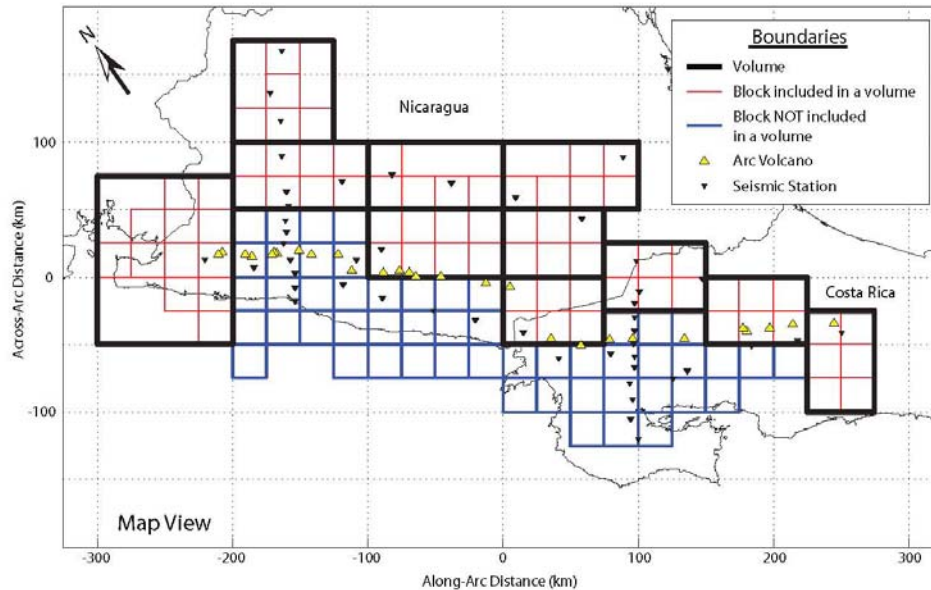 N
Nicaragua
Boundaries
Volume
Block included in a volume
Block NOT included
in a volume
Arc Volcano
Seismic Station
100
0
-100
Across-Arc Distance (km)
Costa Rica
Map View
-300
-200
-100
0
100
200
300
Along-Arc Distance (km)